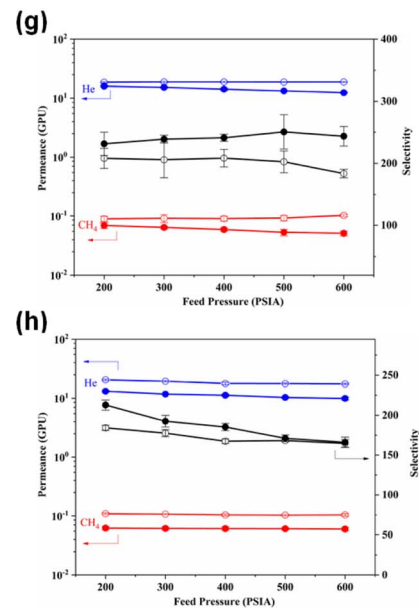 (g)
10² 400
He
10¹ 300
Permeance (GPU) Selectivity
10⁰ 200
10⁻¹ 100
CH₄
10⁻² 0
200 300 400 500 600
Feed Pressure (PSIA)
(h)
10²
250
He
10¹ 200
Permeance (GPU) Selectivity
150
10⁰
100
10⁻¹
CH₄ 50
10⁻² 0
200 300 400 500 600
Feed Pressure (PSIA)